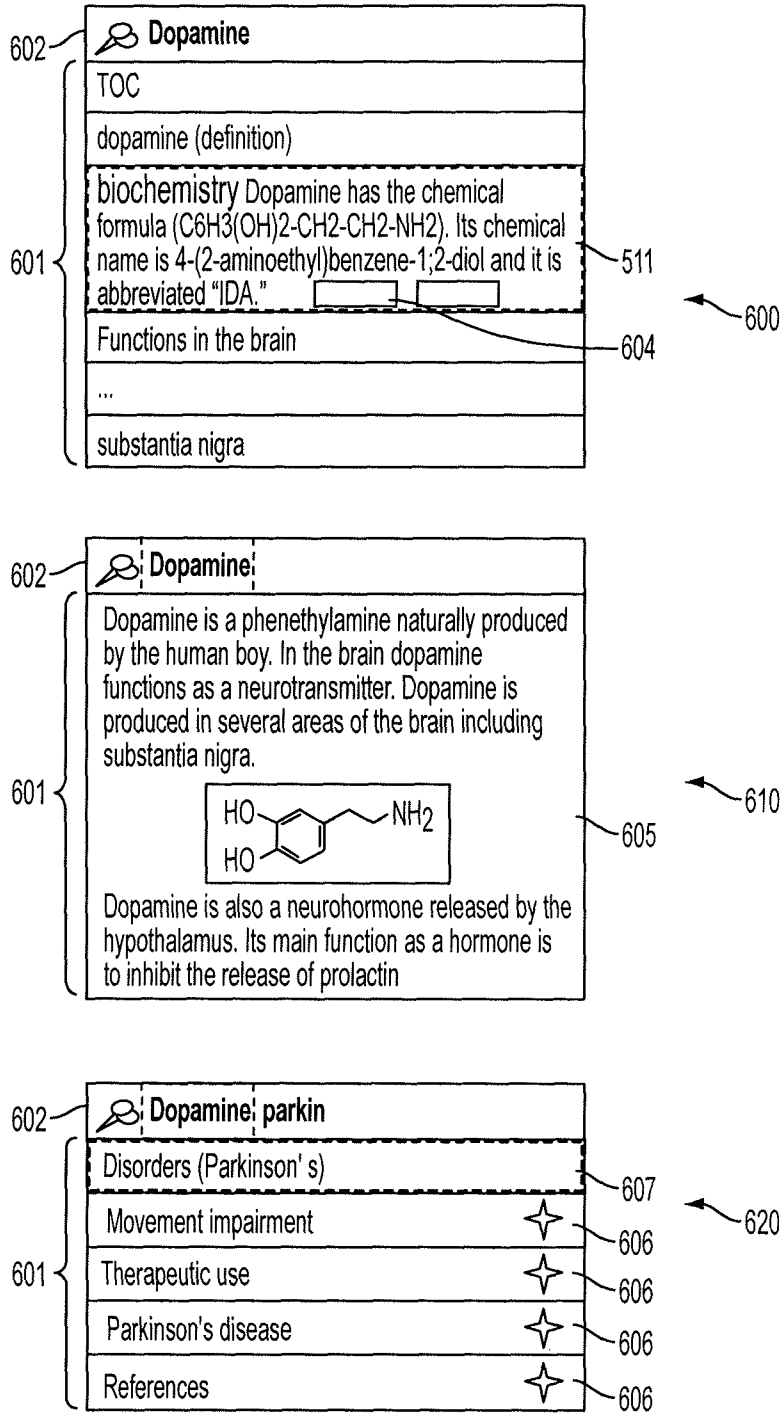 602
Dopamine
TOC
dopamine (definition)
biochemistry Dopamine has the chemical
formula (C6H3(OH)2-CH2-CH2-NH2). Its chemical
name is 4-(2-aminoethyl)benzene-1;2-diol and it is
abbreviated “IDA.”
601
511
604
600
Functions in the brain
...
substantia nigra
602
Dopamine
Dopamine is a phenethylamine naturally produced
by the human boy. In the brain dopamine
functions as a neurotransmitter. Dopamine is
produced in several areas of the brain including
substantia nigra.
601
HO
NH2
HO
605
610
Dopamine is also a neurohormone released by the
hypothalamus. Its main function as a hormone is
to inhibit the release of prolactin
602
Dopamine parkin
Disorders (Parkinson' s)
607
620
Movement impairment
606
601
Therapeutic use
606
Parkinson's disease
606
References
606